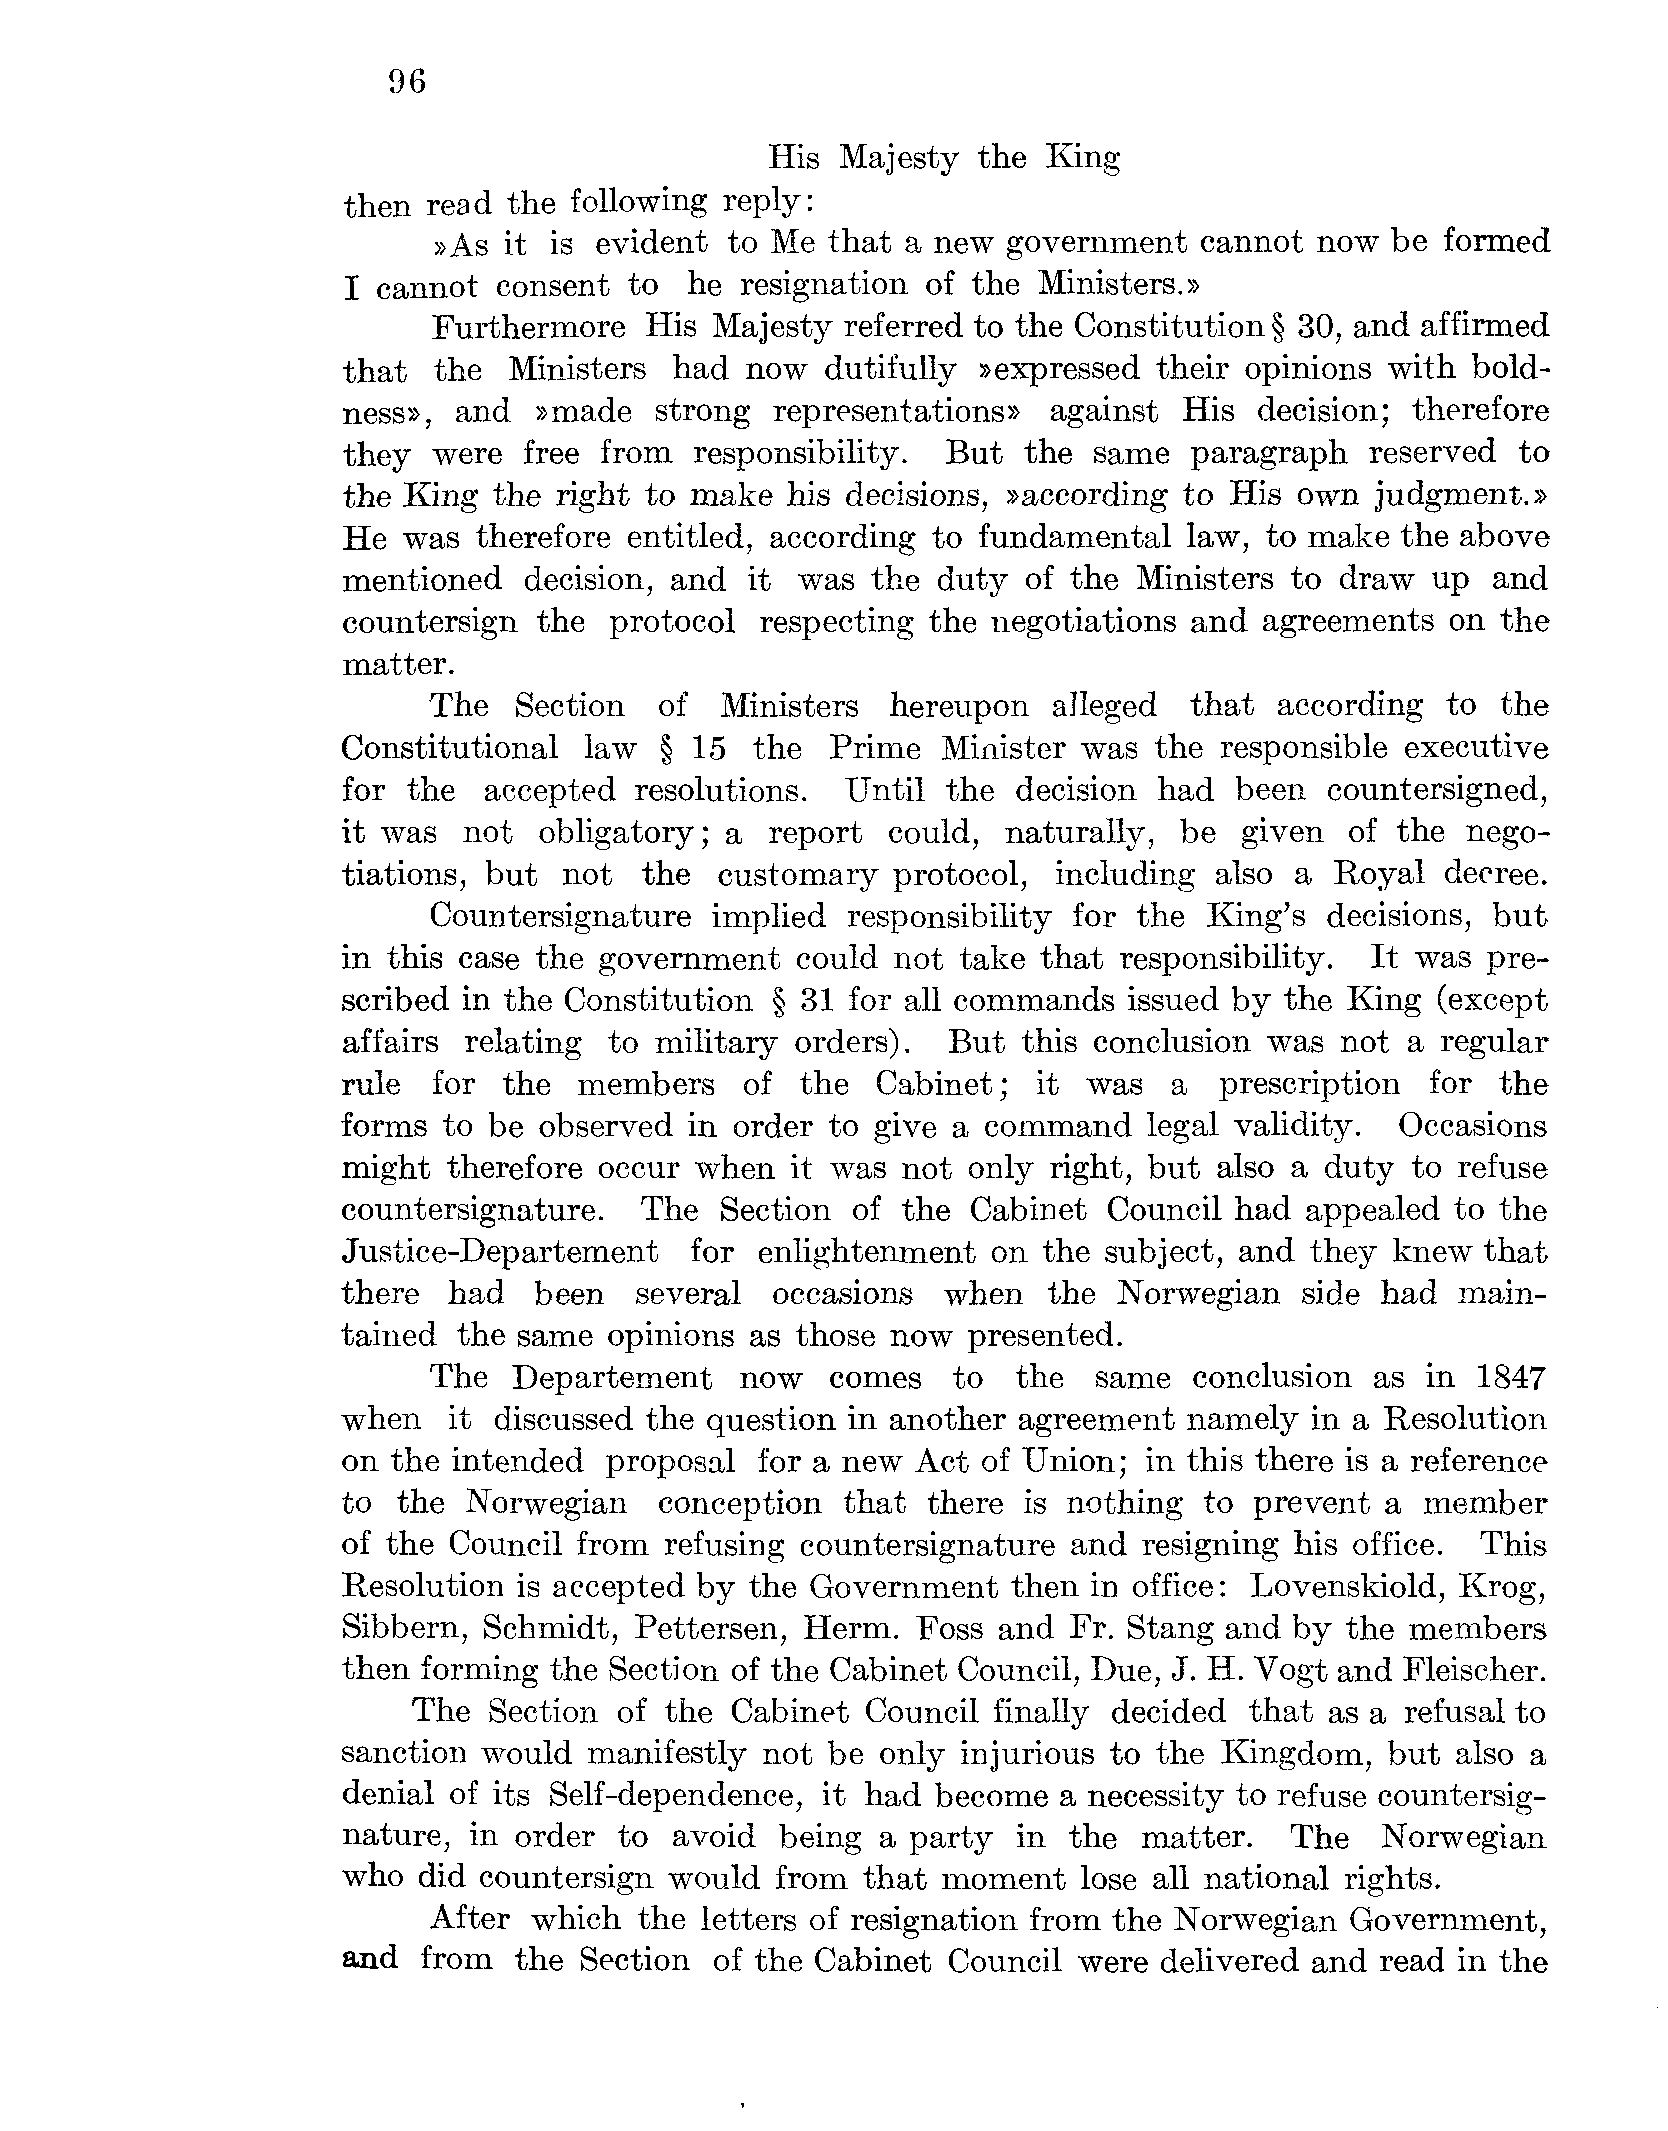 96
His Majesty the King
then read the following reply:
»As it is evident to Me that a new government cannot now be formed
I cannot consent to he resignation of the Ministers.»
Furthermore His Majesty referred to the Constitution § 30, and affirmed
that the Ministers had now dutifully »expressed their opinions with bold-
ness», and »made strong representations» against His decision; therefore
they were free from responsibility. But the same paragraph reserved to
the King the right to make his decisions, »according to His own judgment.»
He was therefore entitled, according to fundamental law, to make the above
mentioned decision, and it was the duty of the Ministers to draw up and
countersign the protocol respecting the negotiations and agreements on the
matter.
The Section of Ministers hereupon alleged that according to the
Constitutional law § 15 the Prime Minister was the responsible executive
for the accepted resolutions. Until the decision had been countersigned,
it was not obligatory; a report could, naturally, be given of the nego-
tiations, but not the customary protocol, including also a Royal decree.
Countersignature implied responsibility for the King's decisions, but
in this case the government could not take that responsibility. It was pre-
scribed in the Constitution § 31 for all commands issued by the King (except
affairs relating to military orders). But this conclusion was not a regular
rule for the members of the Cabinet; it was a prescription for the
forms to be observed in order to give a command legal validity. Occasions
might therefore occur when it was not only right, but also a duty to refuse
countersignature. The Section of the Cabinet Council had appealed to the
Justice-Departement for enlightenment on the subject, and they knew that
there had been several occasions when the Norwegian side had main-
tained the same opinions as those now presented.
The Departement now comes to the same conclusion as in 1847
when it discussed the question in another agreement namely in a Resolution
on the intended proposal for a new Act of Union; in this there is a reference
to the Norwegian conception that there is nothing to prevent a member
of the Council from refusing countersignature and resigning his office. This
Resolution is accepted by the Government then in office: Lovenskiold, Krog,
Sibbern, Schmidt, Pettersen, Herm. Foss and Fr. Stang and by the members
then forming the Section of the Cabinet Council, Due, J. H. Vogt and Fleischer.
The Section of the Cabinet Council finally decided that as a refusal to
sanction would manifestly not be only injurious to the Kingdom, but also a
denial of its Self-dependence, it had become a necessity to refuse countersig-
nature, in order to avoid being a party in the matter. The Norwegian
who did countersign would from that moment lose all national rights.
After which the letters of resignation from the Norwegian Government,
and from the Section of the Cabinet Council were delivered and read in the